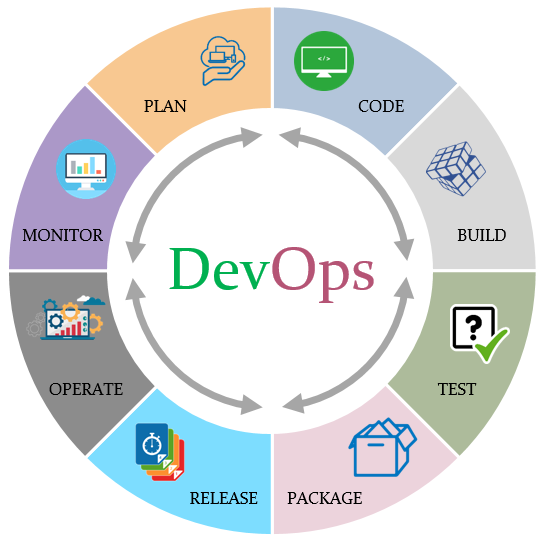 PLAN
CODE
</>
MONITOR
BUILD
DevOps
?
OPERATE
TEST
RELEASE
PACKAGE